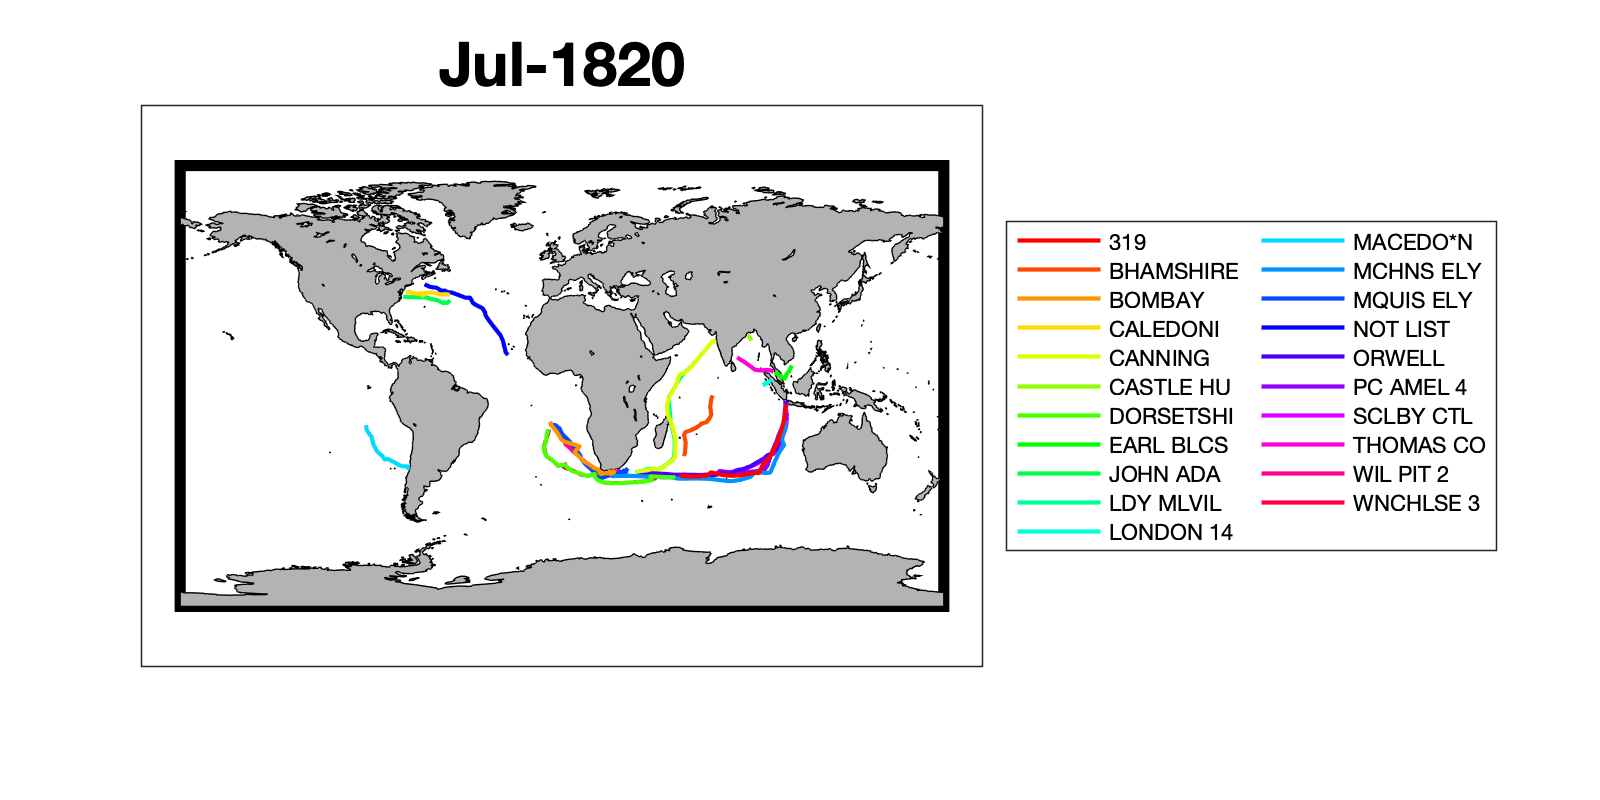 Jul-1820
319
BHAMSHIRE
BOMBAY
CALEDONI
CANNING
CASTLE HU
DORSETSHI
EARL BLCS
JOHN ADA
LDY MLVIL
LONDON 14
MACEDO*N
MCHNS ELY
MQUIS ELY
NOT LIST
ORWELL
PC AMEL 4
SCLBY CTL
THOMAS CO
WIL PIT 2
WNCHLSE 3